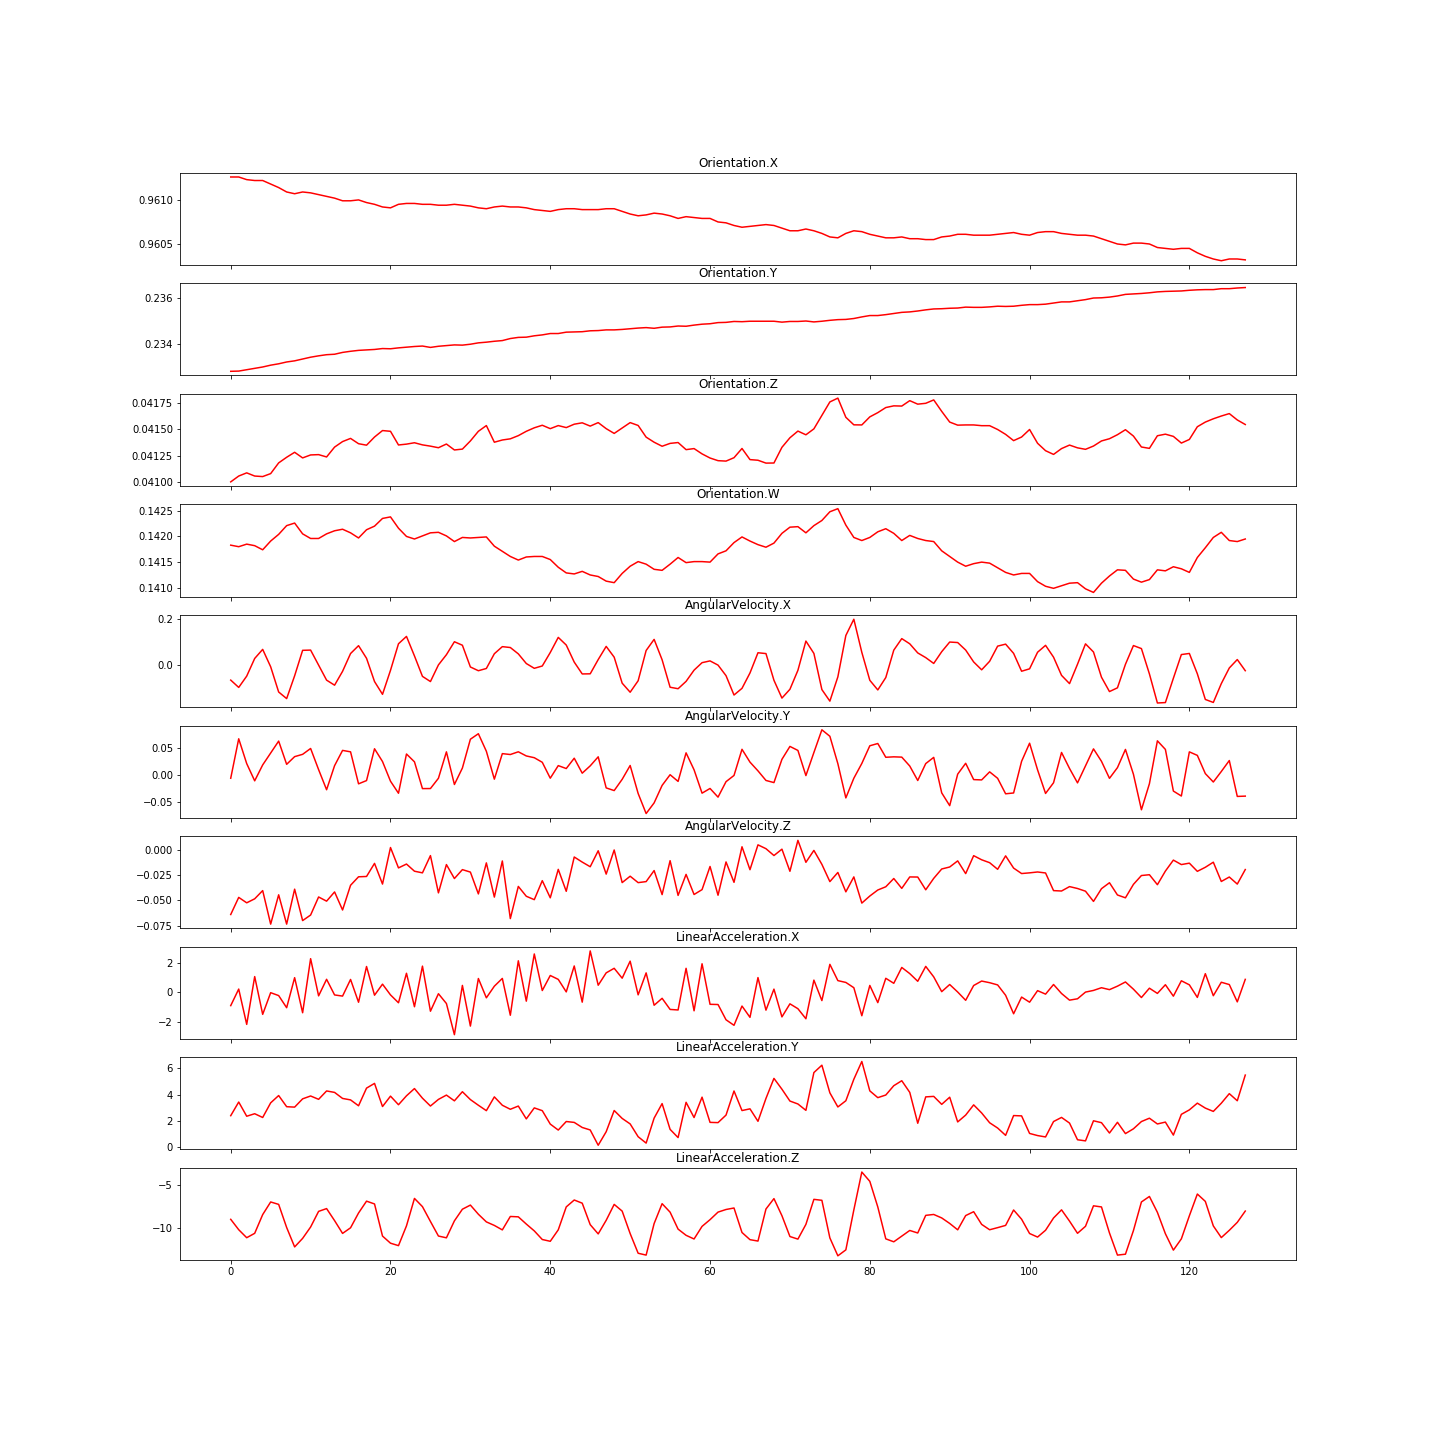 Orientation.X
0.9610
0.9605
Orientation.Y
0.236
0.234
Orientation.Z
0.04175
0.04150
0.04125
0.04100
Orientation.W
0.1425
0.1420
0.1415
0.1410
AngularVelocity.X
0.2
0.0
AngularVelocity.Y
0.05
0.00
−0.05
AngularVelocity.Z
0.000
−0.025
−0.050
−0.075
LinearAcceleration.X
2
0
−2
LinearAcceleration.Y
6
4
2
0
LinearAcceleration.Z
−5
−10
0 20 40 60 80 100 120